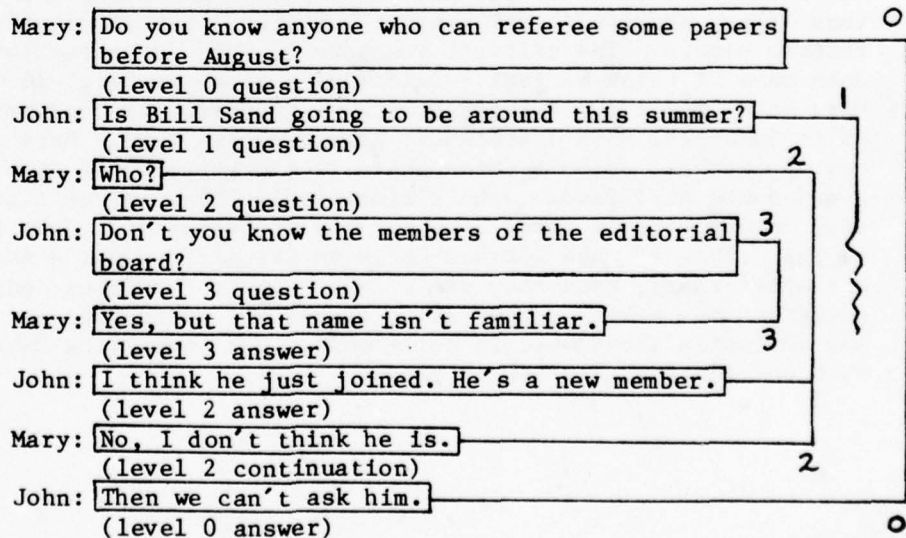 Mary: Do you know anyone who can referee some papers O
before August?
(level 0 question)
John: Is Bill Sand going to be around this summer? 1
(level 1 question)
Mary: Who? 2
(level 2 question)
John: Don't you know the members of the editorial 3
board?
(level 3 question)
Mary: Yes, but that name isn't familiar. 3
(level 3 answer)
John: I think he just joined. He's a new member.
(level 2 answer)
Mary: No, I don't think he is. 2
(level 2 continuation)
John: Then we can't ask him. O
(level 0 answer)